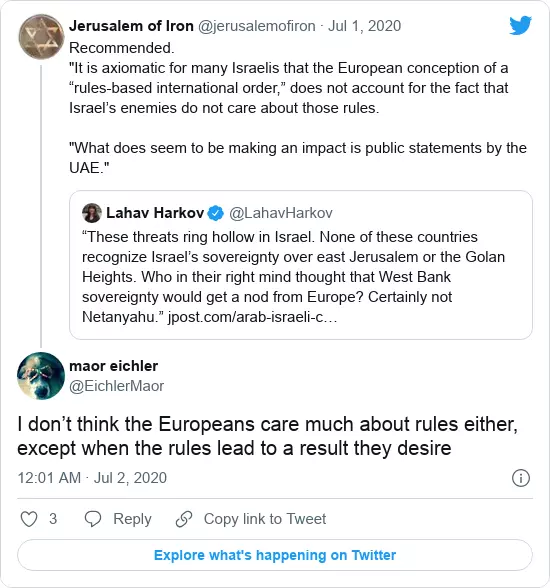 Jerusalem of Iron @jerusalemofiron · Jul 1, 2020
Recommended.
"It is axiomatic for many Israelis that the European conception of a
“rules-based international order,” does not account for the fact that
Israel’s enemies do not care about those rules.
"What does seem to be making an impact is public statements by the
UAE."
Lahav Harkov @LahavHarkov
“These threats ring hollow in Israel. None of these countries
recognize Israel’s sovereignty over east Jerusalem or the Golan
Heights. Who in their right mind thought that West Bank
sovereignty would get a nod from Europe? Certainly not
Netanyahu.” jpost.com/arab-israeli-c…
maor eichler
@EichlerMaor
I don’t think the Europeans care much about rules either,
except when the rules lead to a result they desire
12:01 AM · Jul 2, 2020
3 Reply Copy link to Tweet
Explore what's happening on Twitter